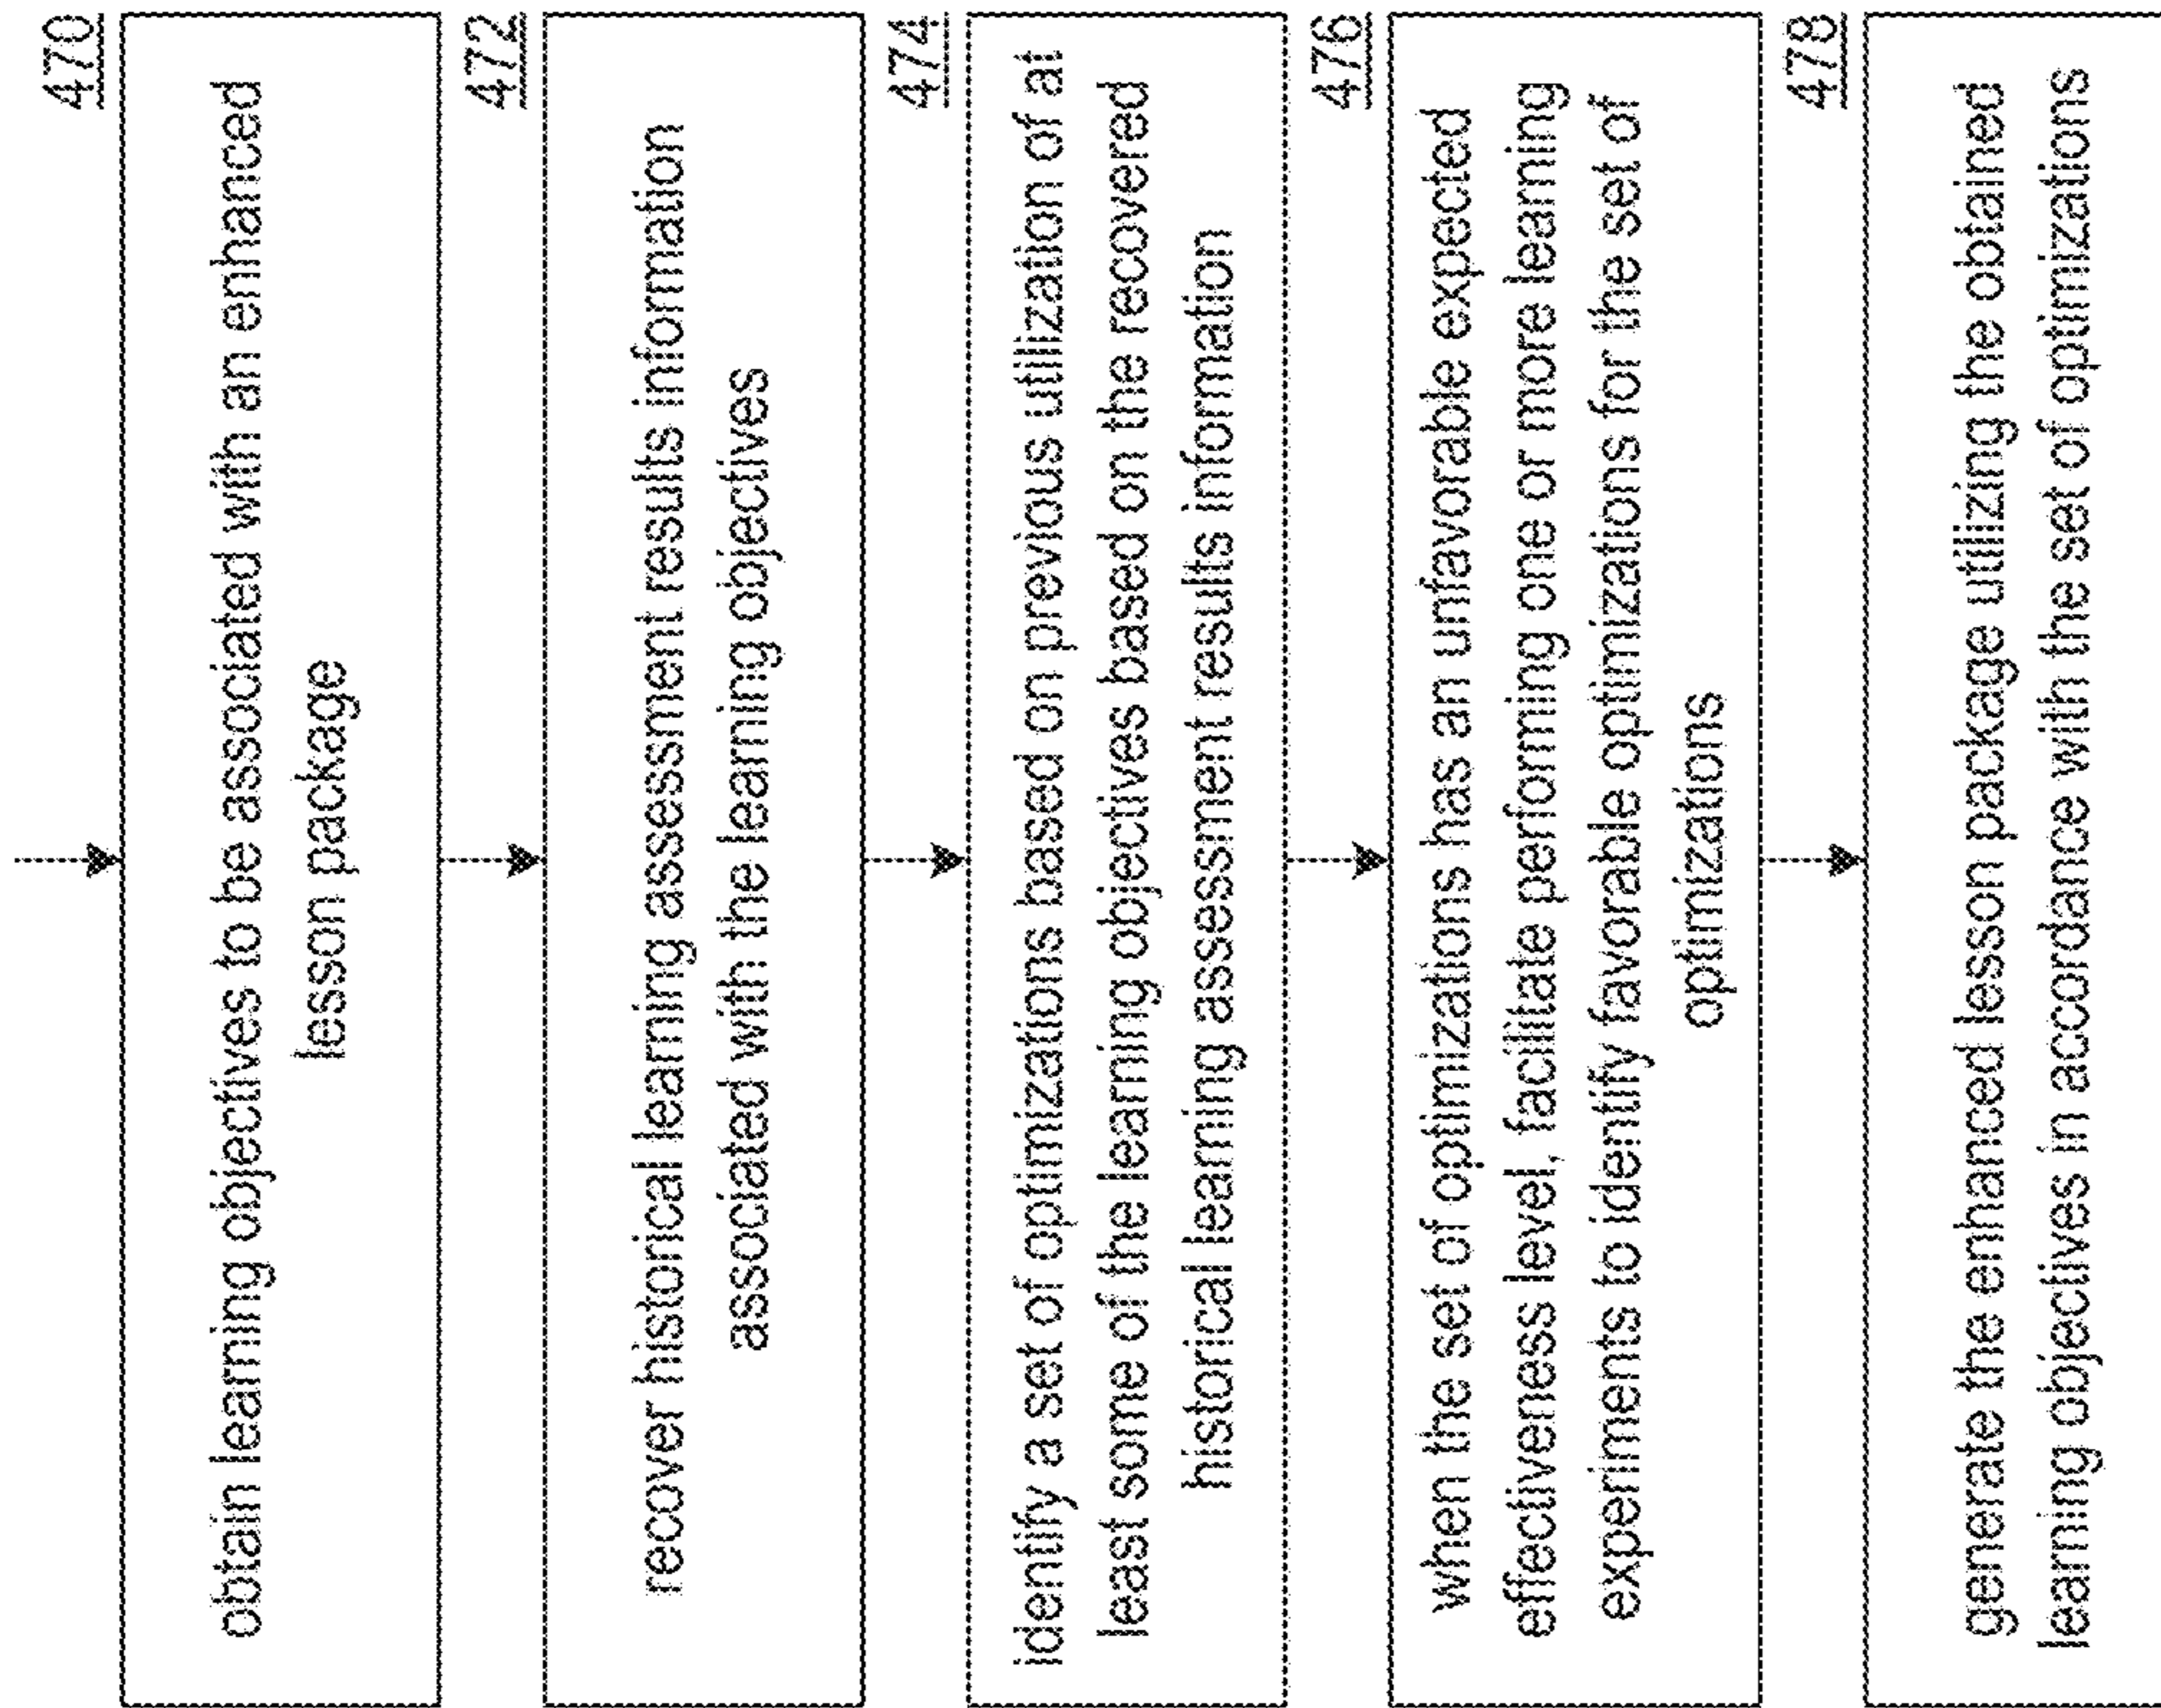 470
obtain learning objectives to be associated with an enhanced
lesson package
472
recover historical learning assessment results information
associated with the learning objectives
474
identify a set of optimizations based on previous utilization of at
least some of the learning objectives based on the recovered
historical learning assessment results information
476
when the set of optimizations has an unfavorable expected
effectiveness level, facilitate performing one or more learning
experiments to identify favorable optimizations for the set of
optimizations
478
generate the enhanced lesson package utilizing the obtained
learning objectives in accordance with the set of optimizations